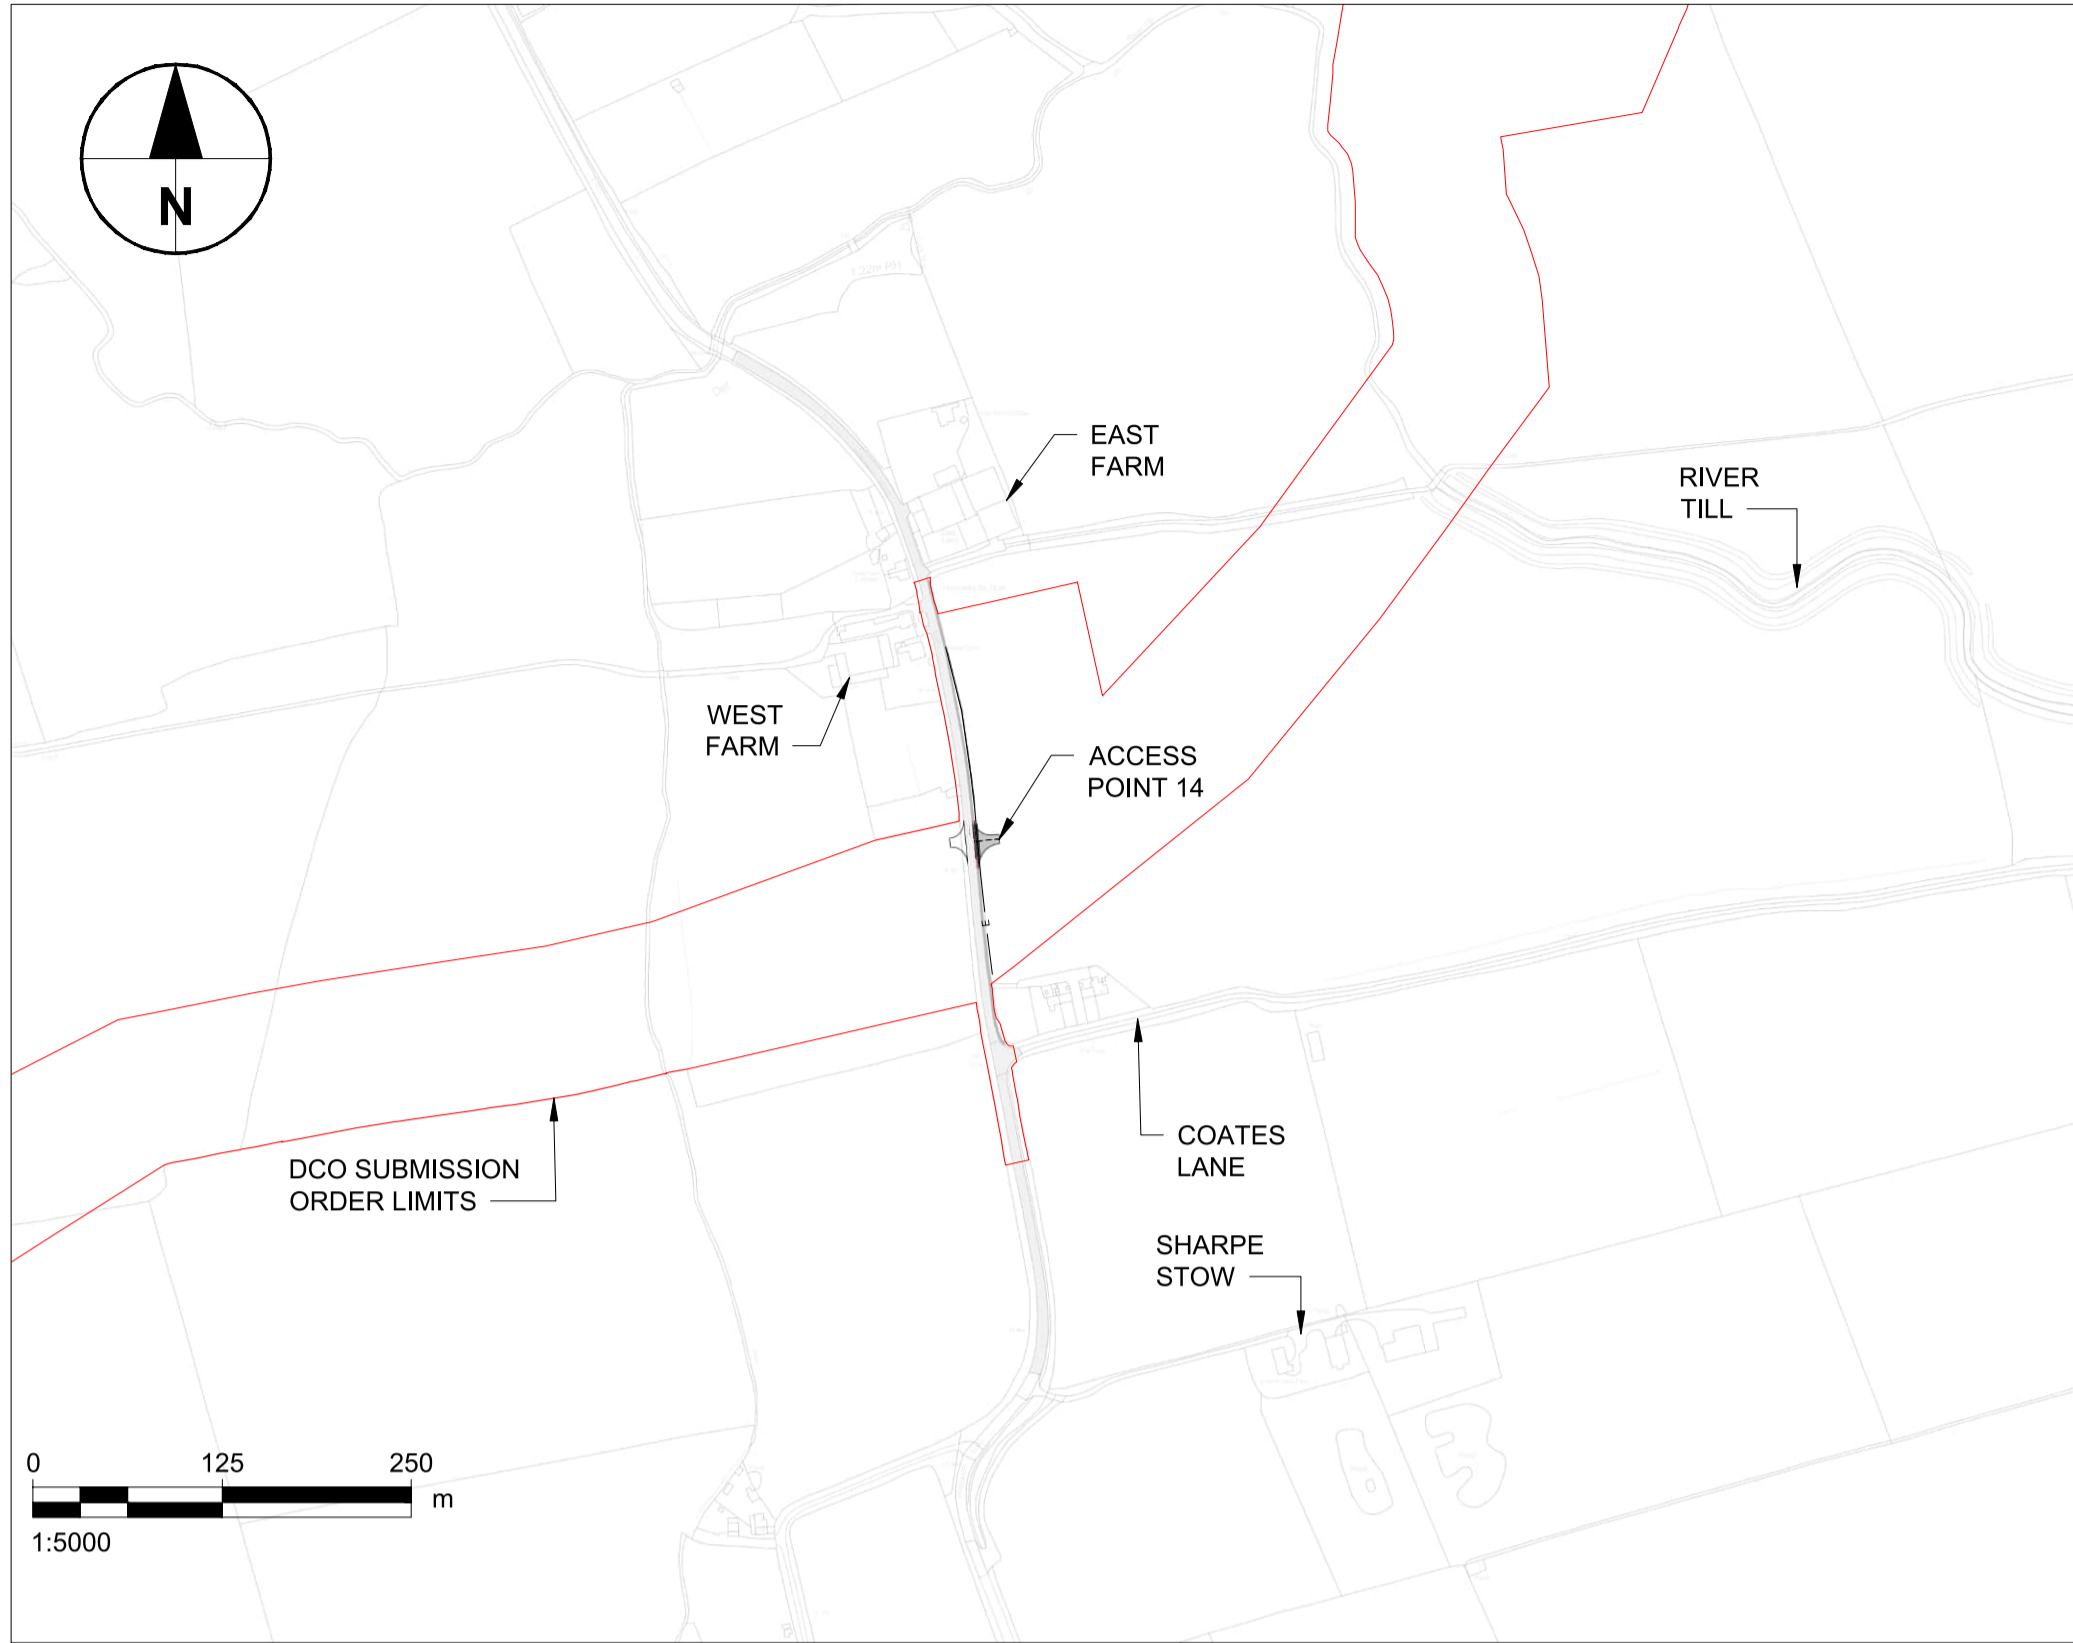 N
EAST
FARM
RIVER
TILL
WEST
FARM
ACCESS
POINT 14
E
COATES
LANE
DCO SUBMISSION
ORDER LIMITS
SHARPE
STOW
0 125 250
m
1:5000